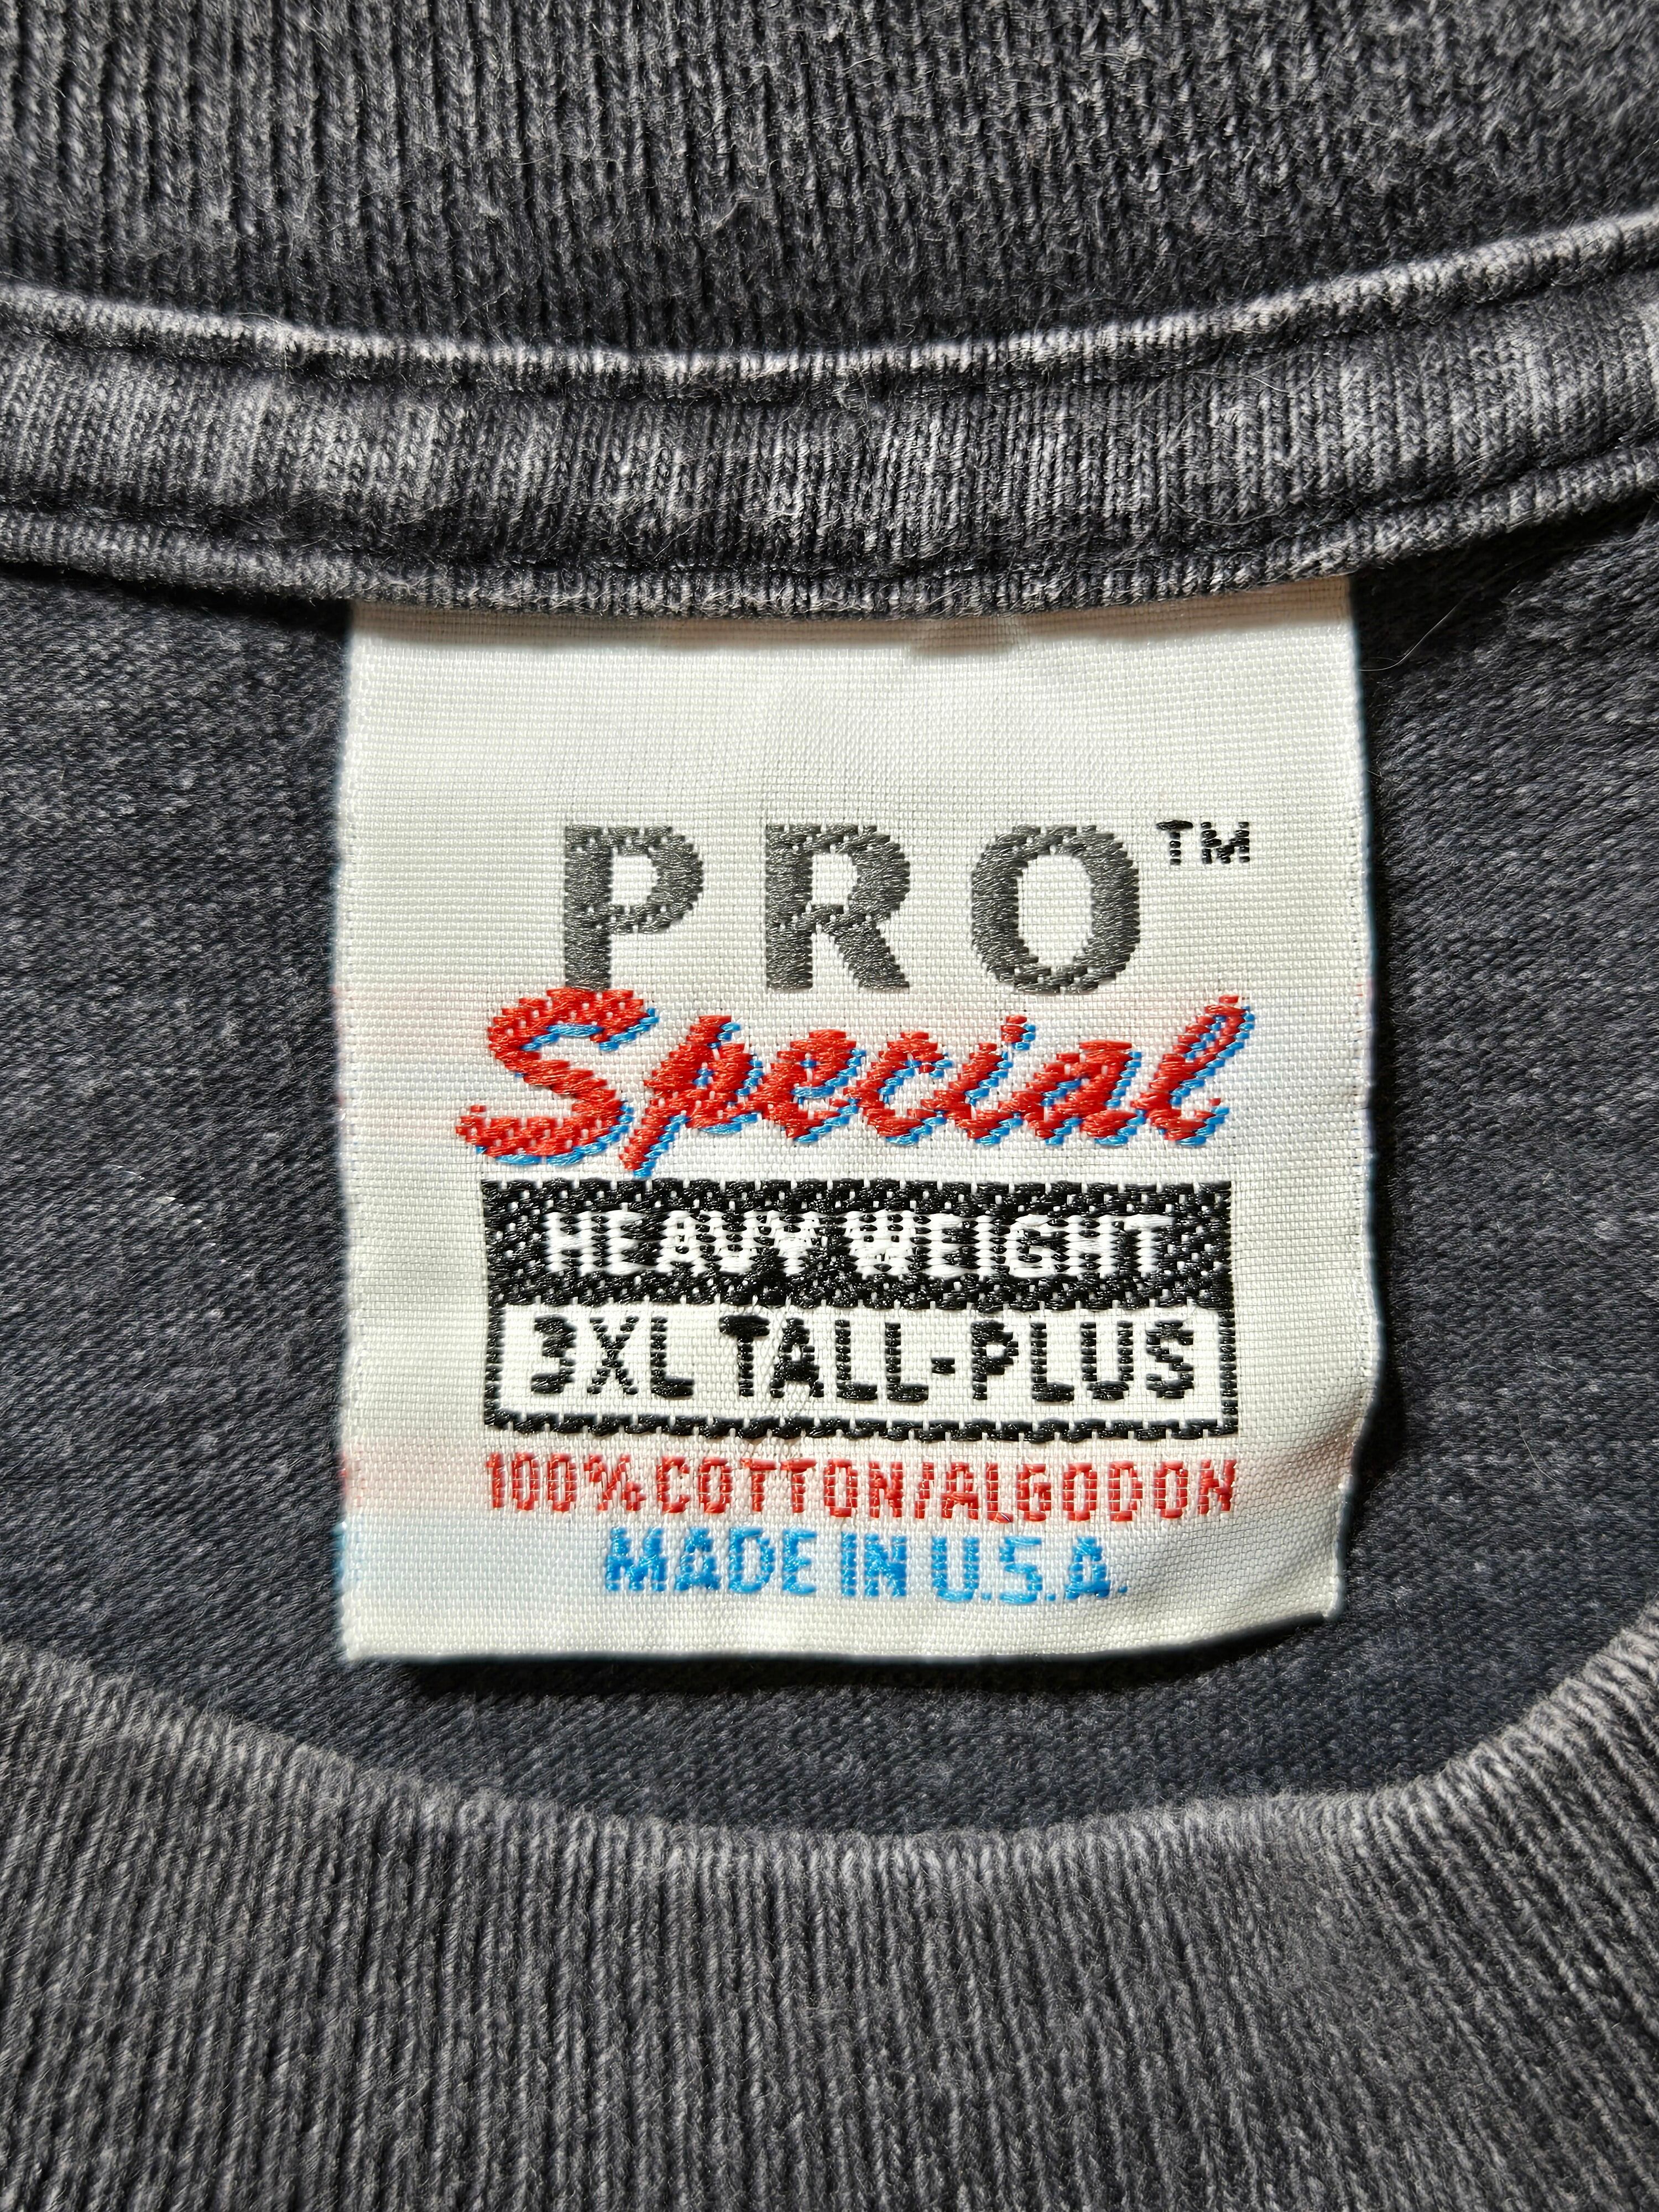 PRO™
Special
HEAVY WEIGHT
3XL TALL-PLUS
100% COTTON/ALGODON
MADE IN U.S.A.